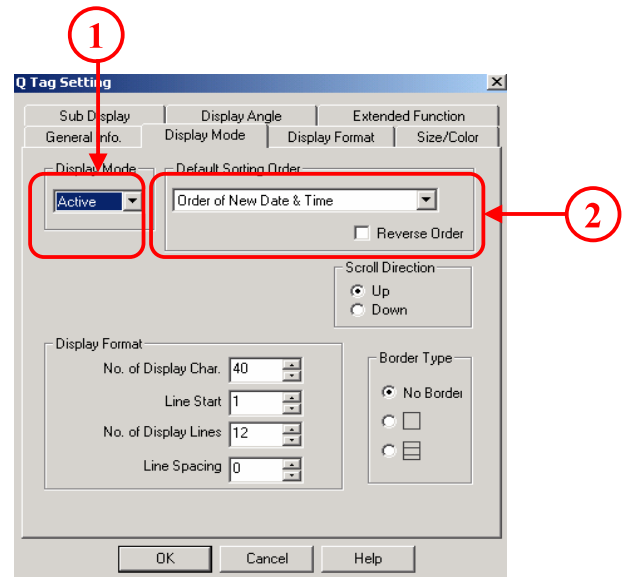 1
Q Tag Setting
Sub Display Display Angle Extended Function
General Info. Display Mode Display Format Size/Color
Display Mode Default Sorting Order
Active Order of New Date & Time
2
Reverse Order
Scroll Direction
Up
Down
Display Format
Border Type
No. of Display Char. 40
No Border
Line Start 1
No. of Display Lines 12
Line Spacing 0
OK Cancel Help